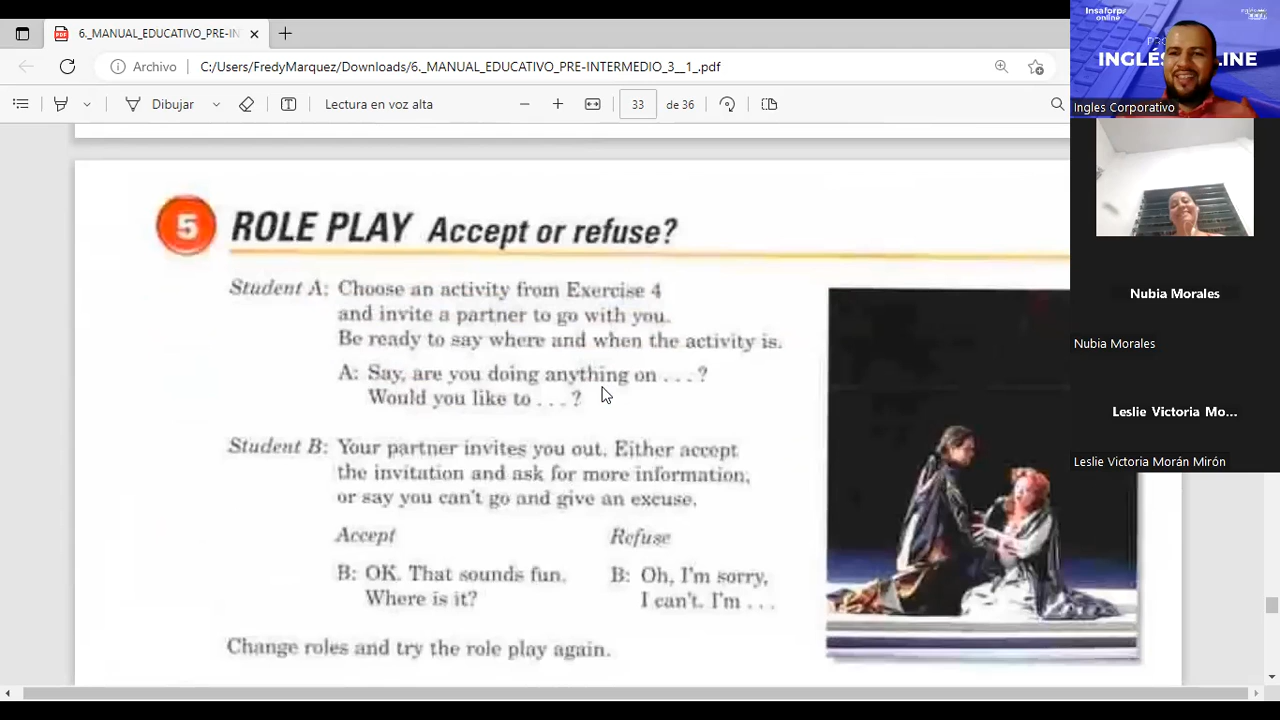 6._MANUAL_EDUCATIVO_PRE-IN
Archivo
C:/Users/FredyMarquez/Downloads/6._MANUAL_EDUCATIVO_PRE-INTERMEDIO_3__1_.pdf
Dibujar
Lectura en voz alta
33
de 36
5
ROLE PLAY Accept or refuse?
Student A: Choose an activity from Exercise 4
and invite a partner to go with you.
Be ready to say where and when the activity is.
A: Say, are you doing anything on . . . ?
Would you like to . . . ?
Student B: Your partner invites you out. Either accept
the invitation and ask for more information,
or say you can't go and give an excuse.
Accept
B: OK. That sounds fun.
Where is it?
Refuse
B: Oh, I'm sorry,
I can't. I'm . . .
Change roles and try the role play again.
Insaforp
online
INGLÉS ONLINE
Ingles Corporativo
Nubia Morales
Nubia Morales
Leslie Victoria Mo...
Leslie Victoria Morán Mirón